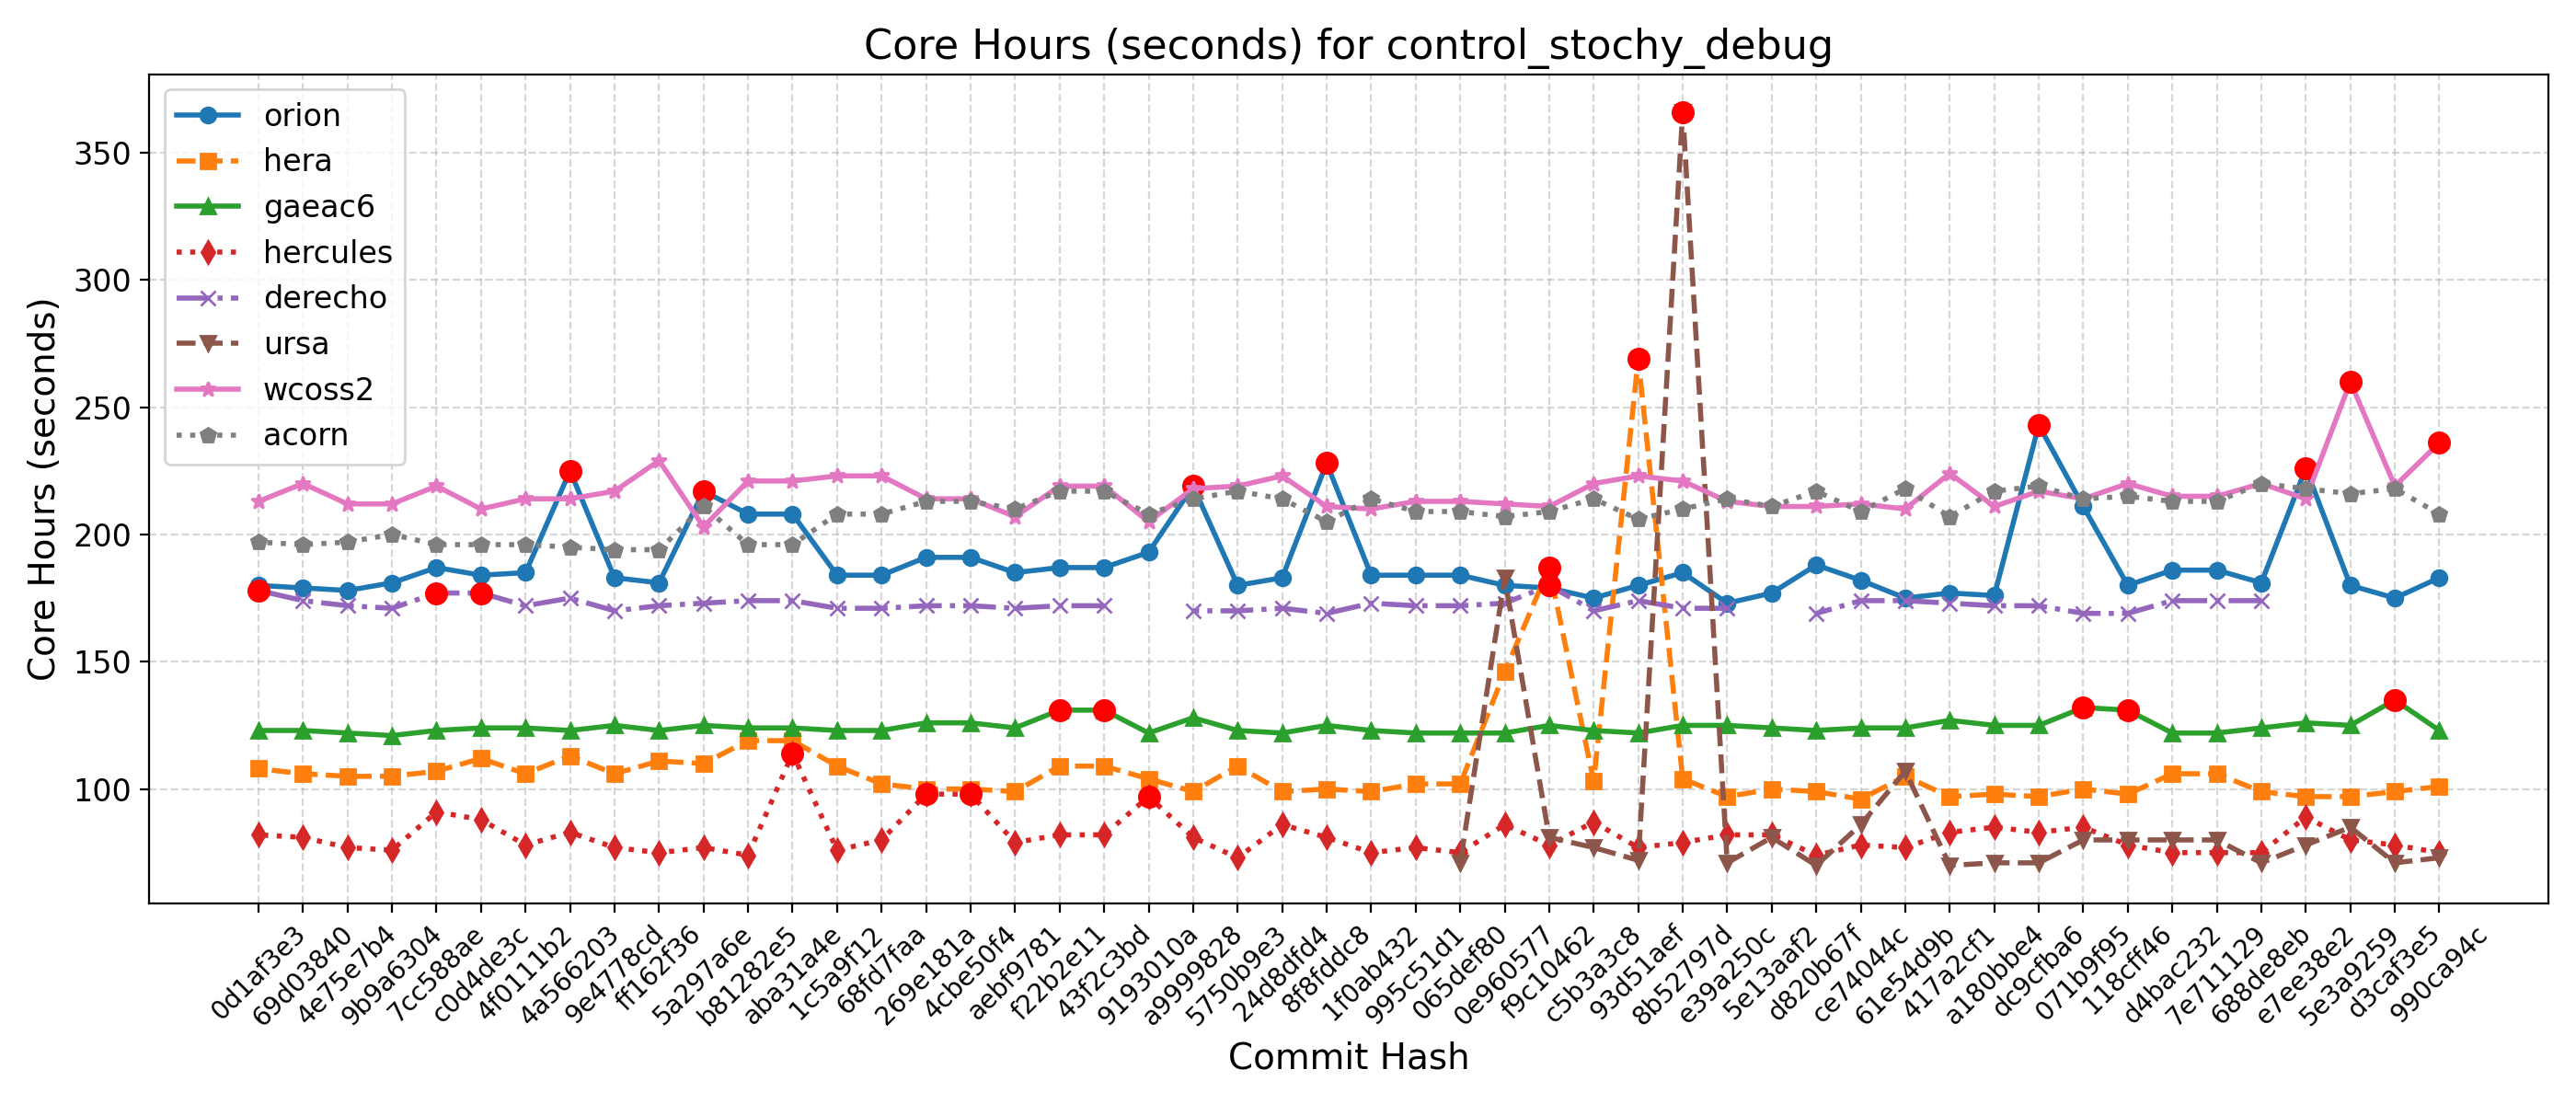 Core Hours (seconds) for control_stochy_debug
Core Hours (seconds)
350
300
250
200
150
100
orion
hera
gaeac6
hercules
derecho
ursa
wcoss2
acorn
0d1af3e3
69d03840
4e75e7b4
9b9a6304
7cc588ae
c0d4de3c
4f0111b2
4a566203
9e4778cd
ff162f36
5a297a6e
b81282e5
aba31a4e
1c5a9f12
68fd7faa
269e181a
4cbe50f4
aebf9781
f22b2e11
43f2c3bd
9193010a
a9999828
5750b9e3
24d8dfd4
8f8fddc8
1f0ab432
995c51d1
065def80
0e960577
f9c10462
c5b3a3c8
93d51aef
8b52797d
e39a250c
5e13aaf2
d820b67f
ce74044c
61e54d9b
417a2cf1
a180bbe4
dc9cfba6
071b9f95
118cff46
d4bac232
7e711129
688de8eb
e7ee38e2
5e3a9259
d3caf3e5
990ca94c
Commit Hash